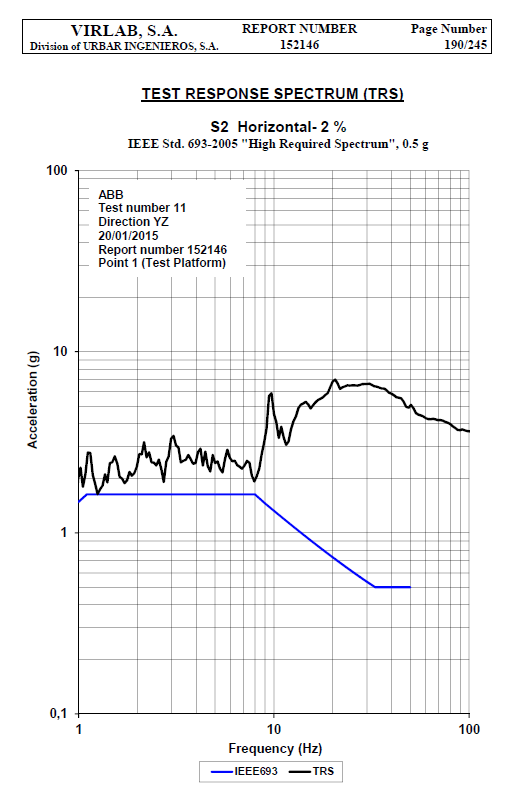 VIRLAB, S.A.
Division of URBAR INGENIEROS, S.A.
REPORT NUMBER
152146
Page Number
190/245
TEST RESPONSE SPECTRUM (TRS)
S2 Horizontal- 2 %
IEEE Std. 693-2005 "High Required Spectrum", 0.5 g
ABB
Test number 11
Direction YZ
20/01/2015
Report number 152146
Point 1 (Test Platform)
Acceleration (g)
100
10
1
0,1
1
10
100
Frequency (Hz)
IEEE693
TRS